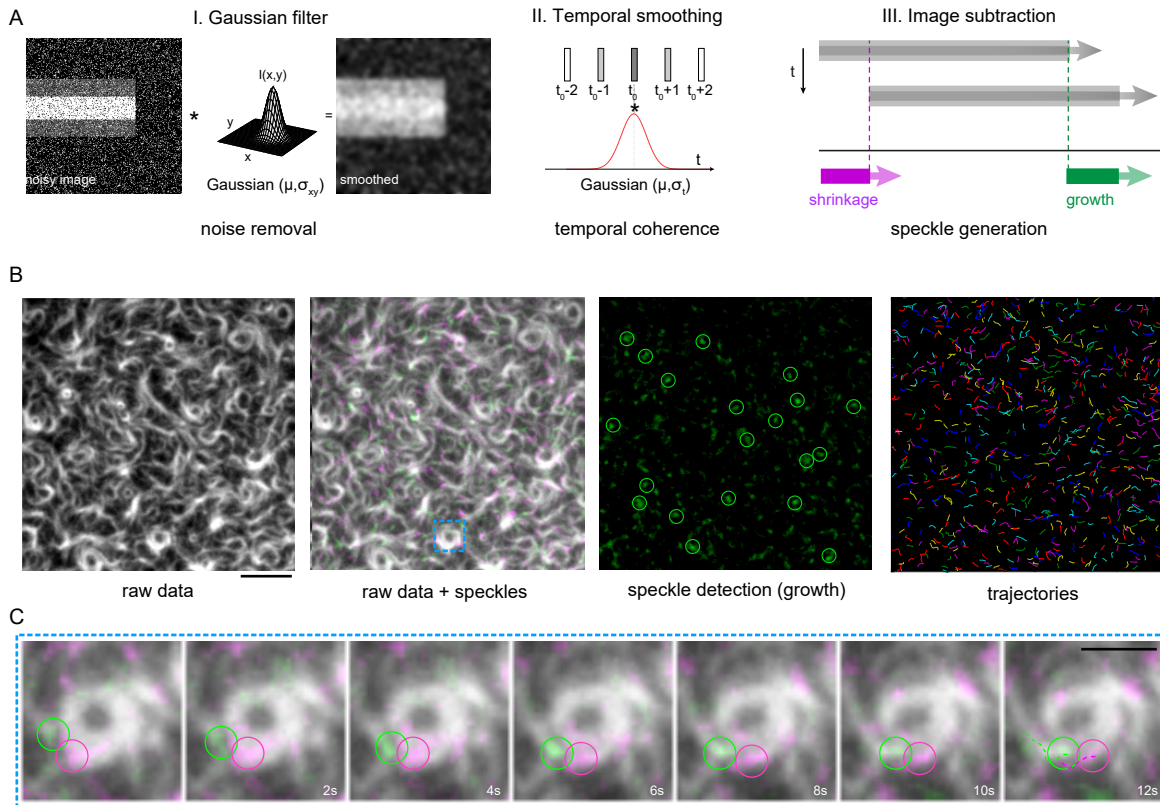 A
I. Gaussian filter
II. Temporal smoothing
III. Image subtraction
I(x,y)
y
x
*
=
noisy image
Gaussian (μ,σxy)
smoothed
noise removal
t0-2 t0-1 t0 t0+1 t0+2
*
t
Gaussian (μ,σt)
temporal coherence
t
shrinkage
growth
speckle generation
B
raw data
raw data + speckles
speckle detection (growth)
trajectories
C
2s
4s
6s
8s
10s
12s